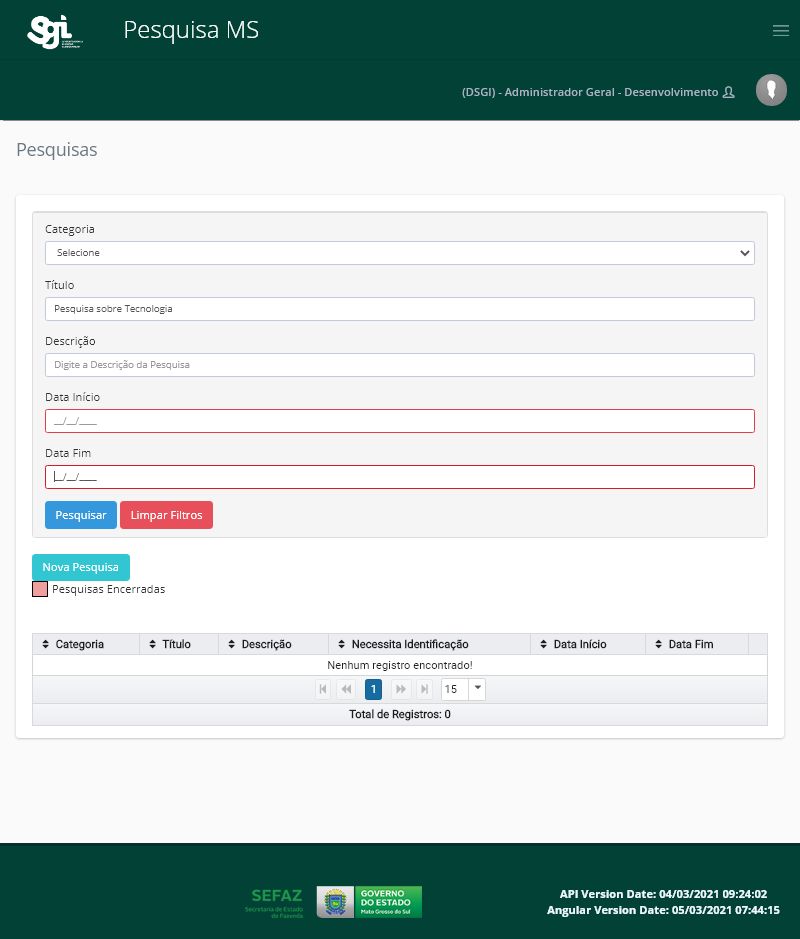 Sgi
Pesquisa MS
(DSGI) - Administrador Geral - Desenvolvimento
Pesquisas
Categoria
Selecione
Título
Pesquisa sobre Tecnologia
Descrição
Digite a Descrição da Pesquisa
Data Início
__/__/____
Data Fim
__/__/____
Pesquisar Limpar Filtros
Nova Pesquisa
Pesquisas Encerradas
Categoria Título Descrição Necessita Identificação Data Início Data Fim
Nenhum registro encontrado!
1 15
Total de Registros: 0
SEFAZ
Secretaria de Estado
de Fazenda
GOVERNO
DO ESTADO
Mato Grosso do Sul
API Version Date: 04/03/2021 09:24:02
Angular Version Date: 05/03/2021 07:44:15